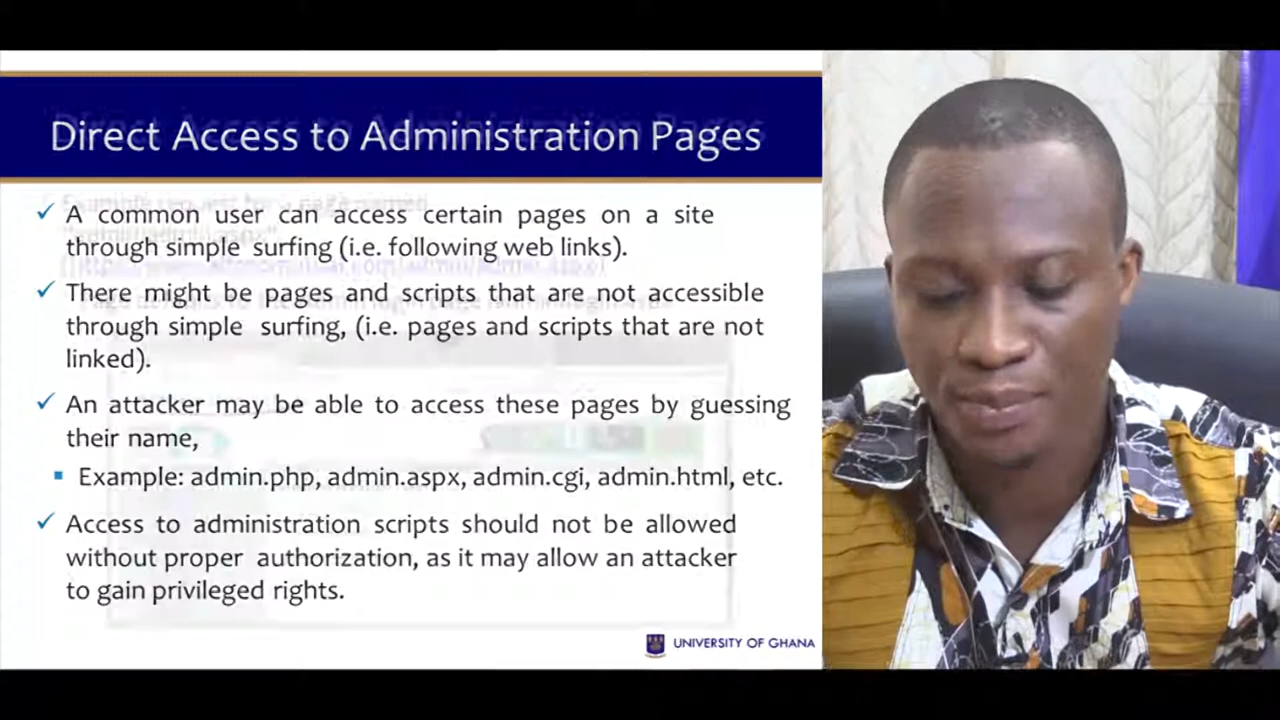 Direct Access to Administration Pages
✓ A common user can access certain pages on a site
through simple surfing (i.e. following web links).
✓ There might be pages and scripts that are not accessible
through simple surfing, (i.e. pages and scripts that are not
linked).
✓ An attacker may be able to access these pages by guessing
their name,
▪ Example: admin.php, admin.aspx, admin.cgi, admin.html, etc.
✓ Access to administration scripts should not be allowed
without proper authorization, as it may allow an attacker
to gain privileged rights.
UNIVERSITY OF GHANA